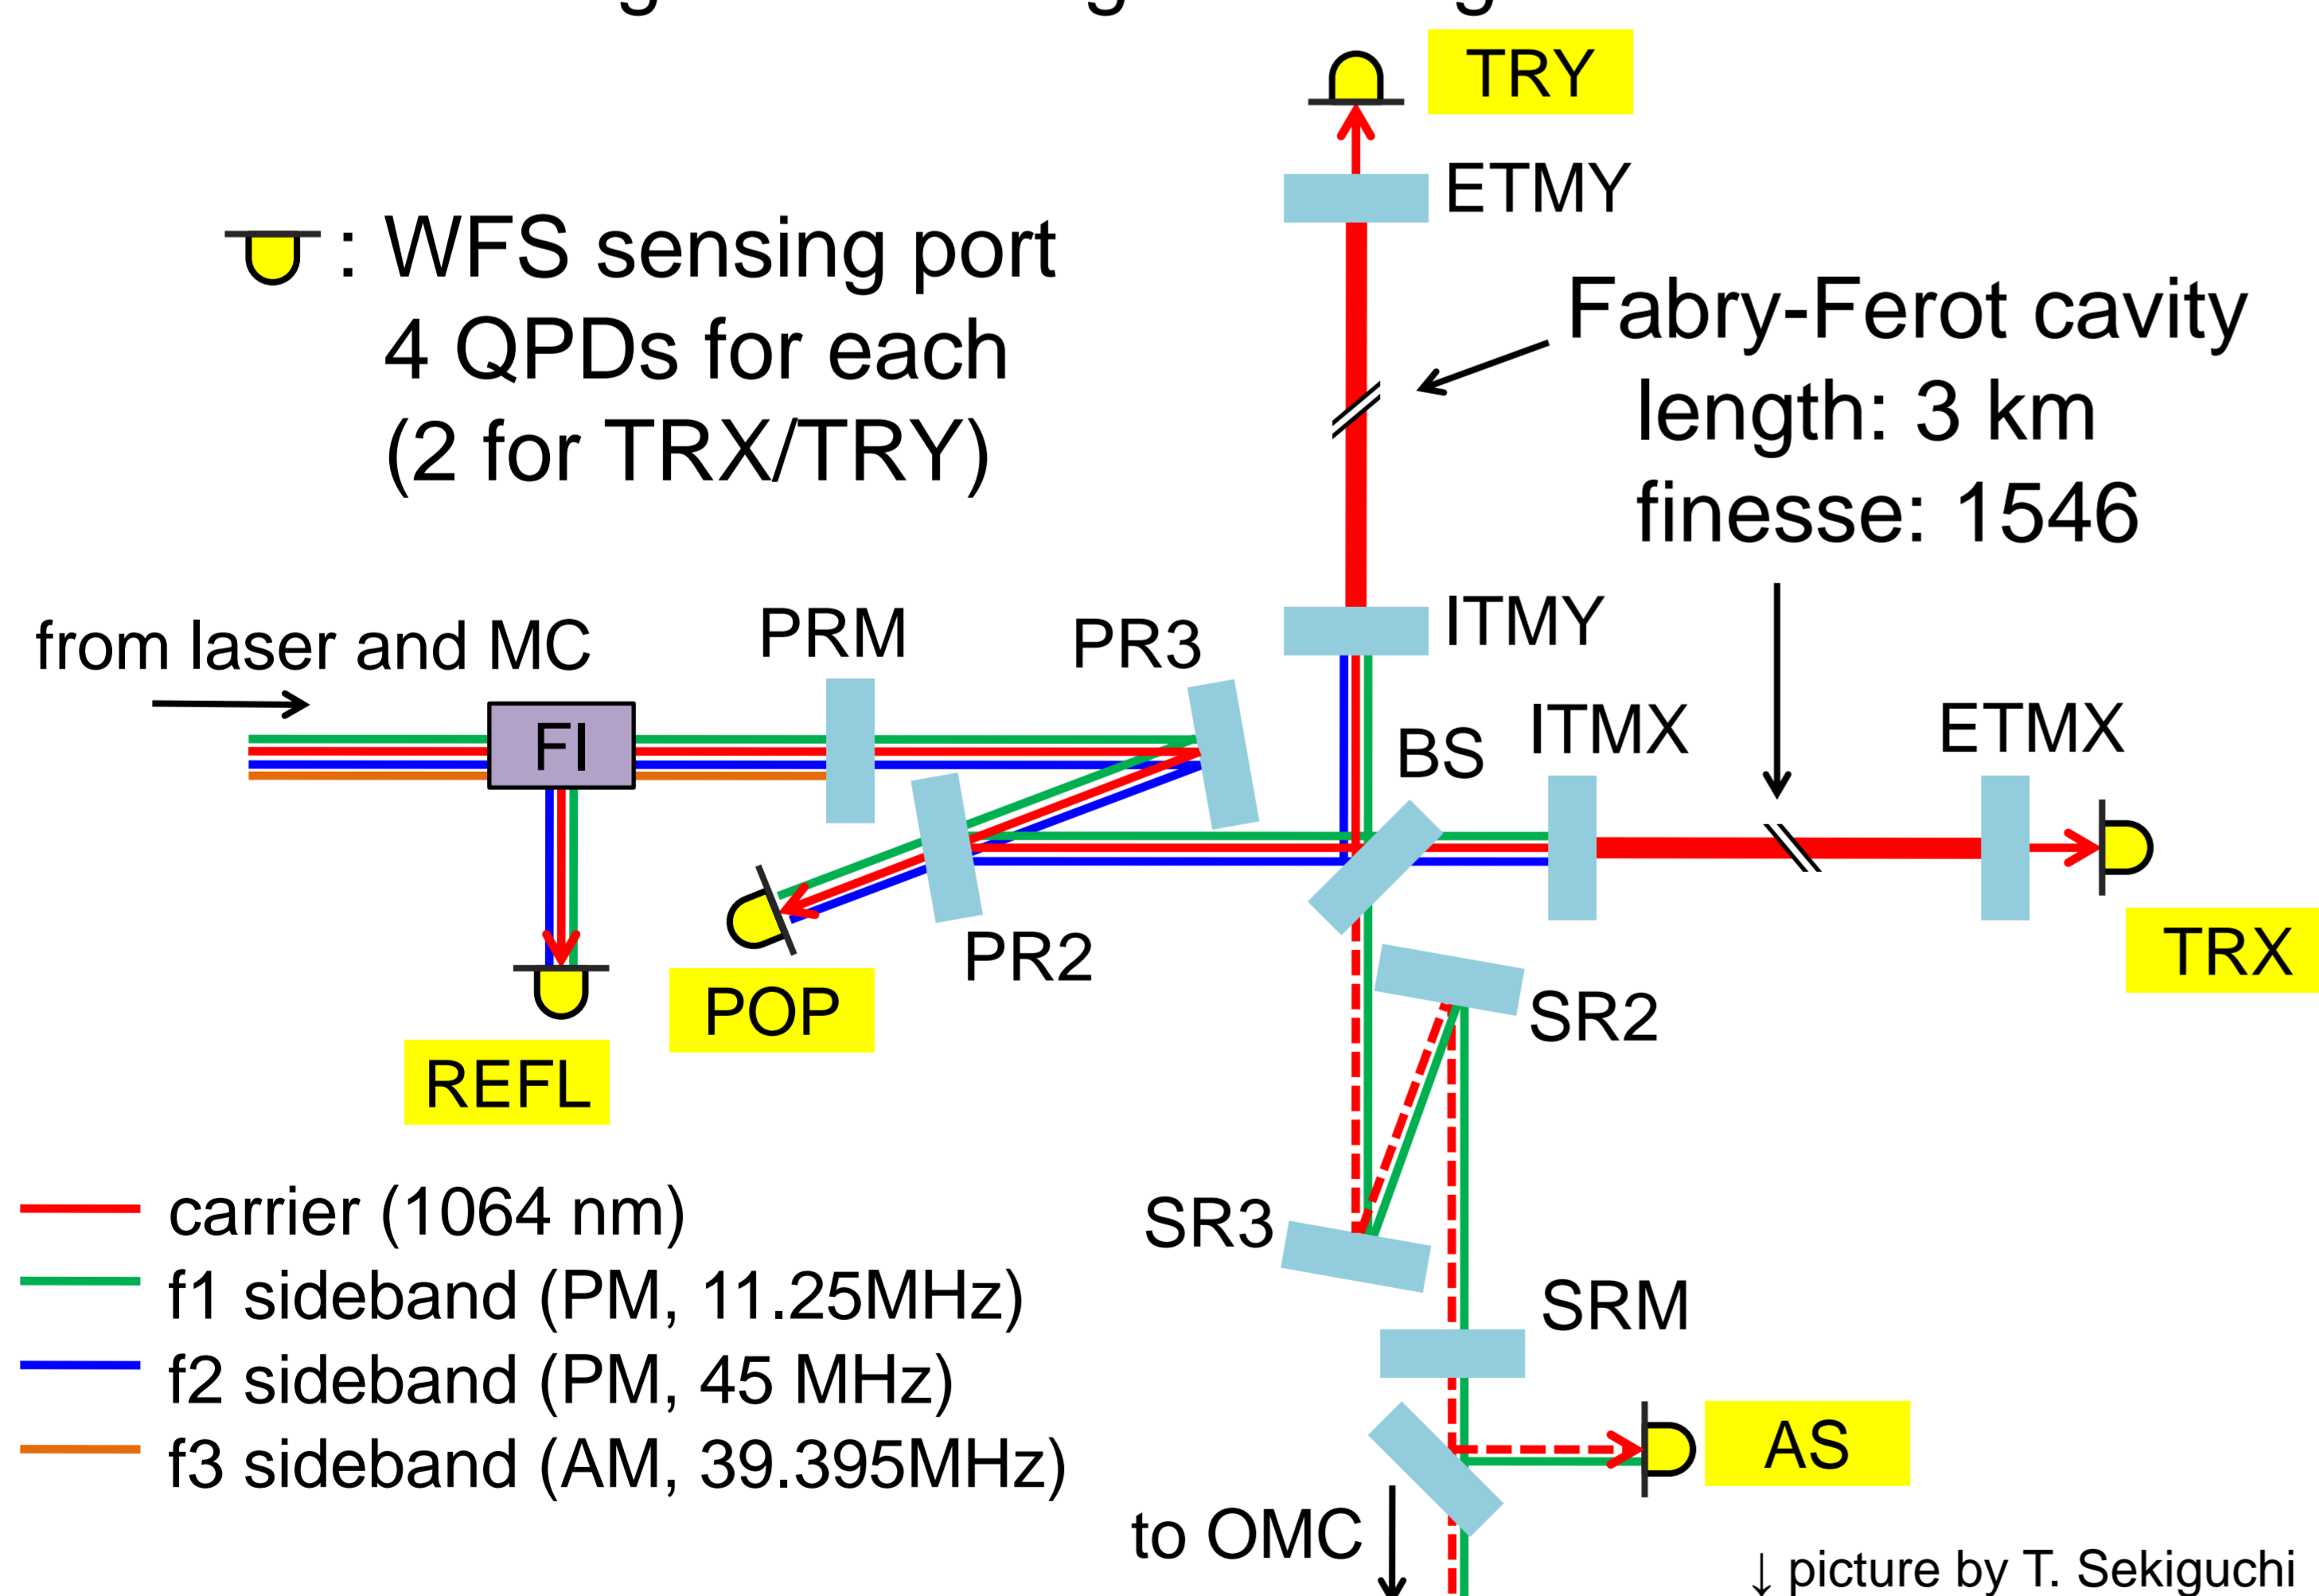 TRY
ETMY
: WFS sensing port
4 QPDs for each
(2 for TRX/TRY)
Fabry-Ferot cavity
length: 3 km
finesse: 1546
from laser and MC
PRM
PR3
ITMY
FI
BS
ITMX
ETMX
PR2
POP
REFL
TRX
SR2
SR3
SRM
carrier (1064 nm)
f1 sideband (PM, 11.25MHz)
f2 sideband (PM, 45 MHz)
f3 sideband (AM, 39.395MHz)
AS
to OMC
↓ picture by T. Sekiguchi